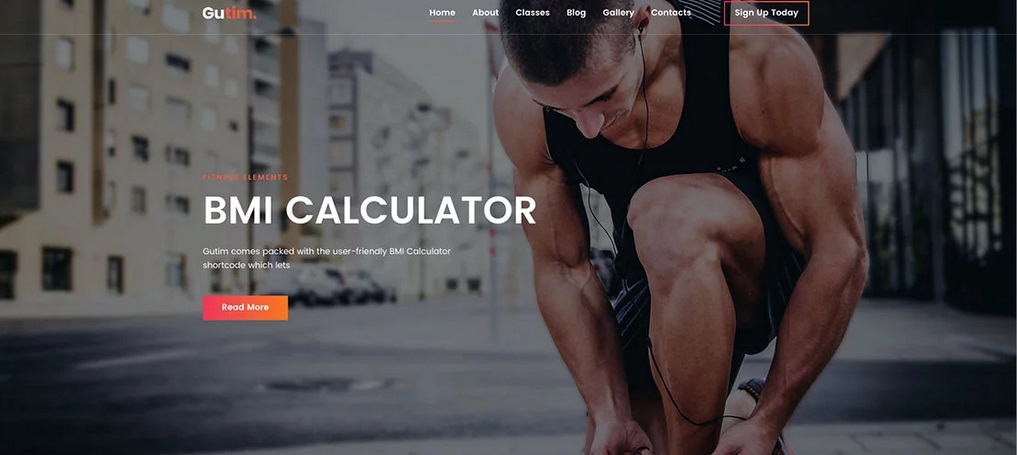 Gutim.
Home About Classes Blog Gallery Contacts Sign Up Today
FITNESS ELEMENTS
BMI CALCULATOR
Gutim comes packed with the user-friendly BMI Calculator
shortcode which lets
Read More